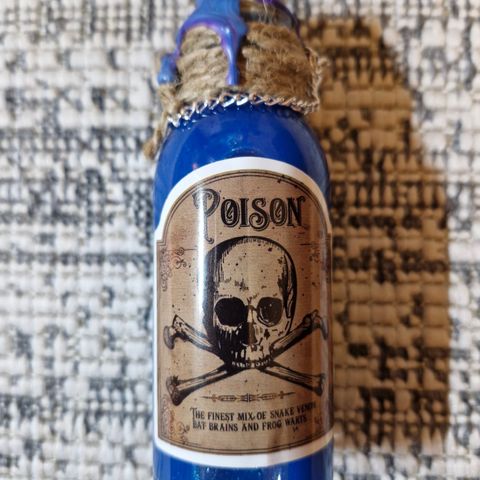 POISON
THE FINEST MIX OF SNAKE VENOM
BAT BRAINS AND FROG WARTS